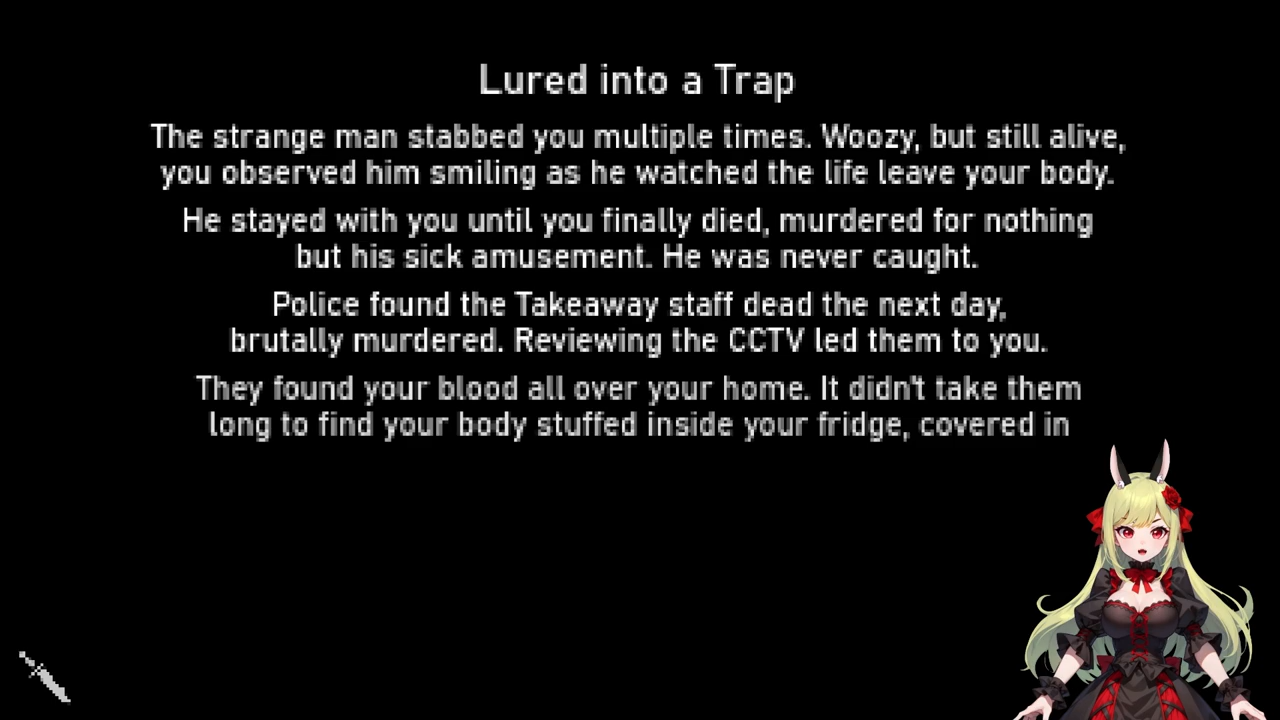 Lured into a Trap
The strange man stabbed you multiple times. Woozy, but still alive,
you observed him smiling as he watched the life leave your body.
He stayed with you until you finally died, murdered for nothing
but his sick amusement. He was never caught.
Police found the Takeaway staff dead the next day,
brutally murdered. Reviewing the CCTV led them to you.
They found your blood all over your home. It didn't take them
long to find your body stuffed inside your fridge, covered in